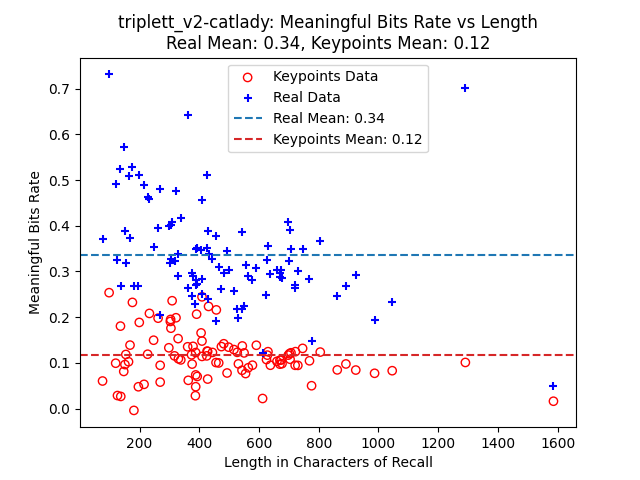 triplett_v2-catlady: Meaningful Bits Rate vs Length
Real Mean: 0.34, Keypoints Mean: 0.12
Keypoints Data
Real Data
Real Mean: 0.34
Keypoints Mean: 0.12
Meaningful Bits Rate
0.7
0.6
0.5
0.4
0.3
0.2
0.1
0.0
200 400 600 800 1000 1200 1400 1600
Length in Characters of Recall